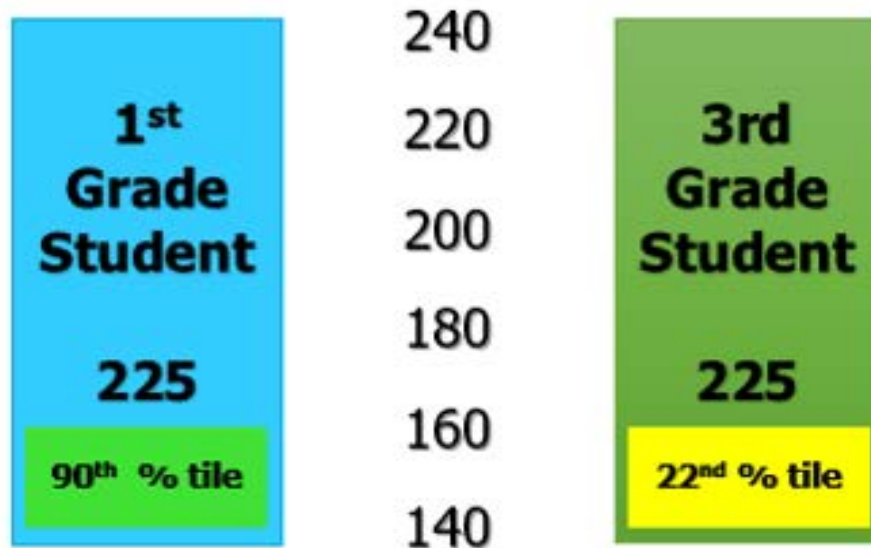 1st
Grade
Student
225
90th % tile
240
220
200
180
160
140
3rd
Grade
Student
225
22nd % tile